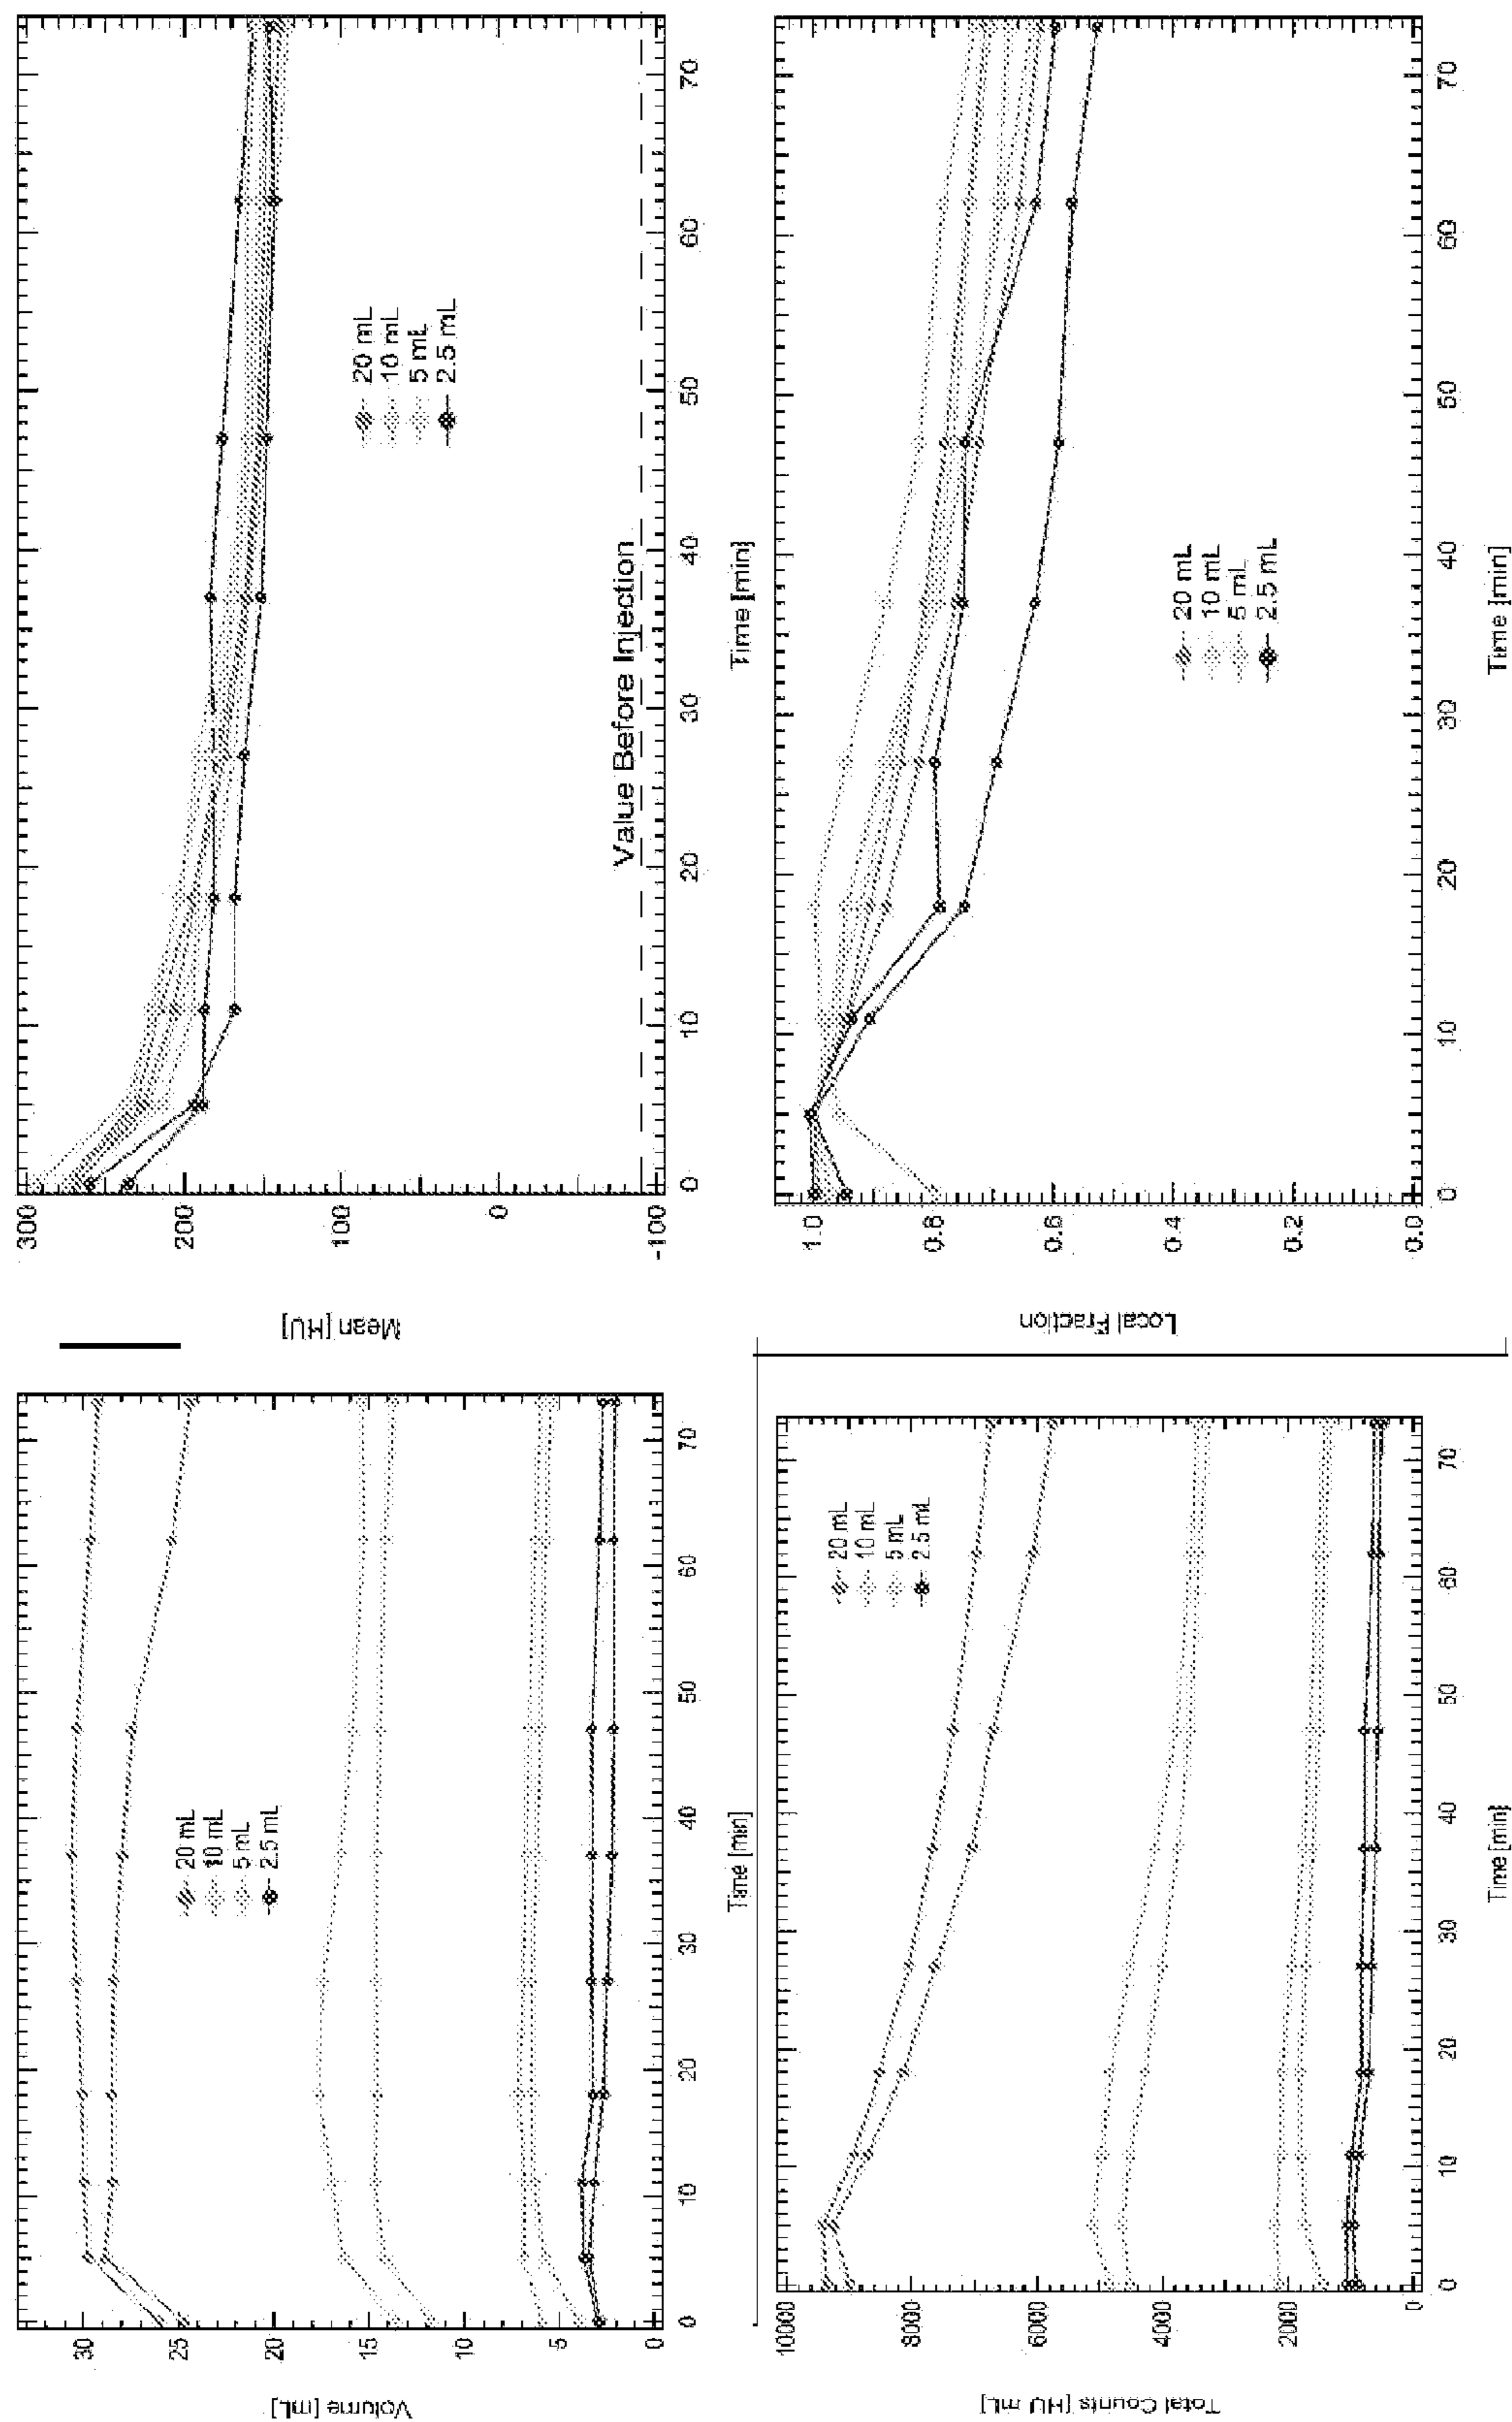 300
200
100
0
-100
0
10
20
30
40
50
60
70
Mean [HU]
Time [min]
Value Before Injection
20 mL
10 mL
5 mL
2.5 mL
1.0
0.8
0.6
0.4
0.2
0.0
0
10
20
30
40
50
60
70
Local Fraction
Time [min]
20 mL
10 mL
5 mL
2.5 mL
30
25
20
15
10
5
0
0
10
20
30
40
50
60
70
Volume [mL]
Time [min]
20 mL
10 mL
5 mL
2.5 mL
10000
8000
6000
4000
2000
0
0
10
20
30
40
50
60
70
Total Counts [HU mL]
Time [min]
20 mL
10 mL
5 mL
2.5 mL